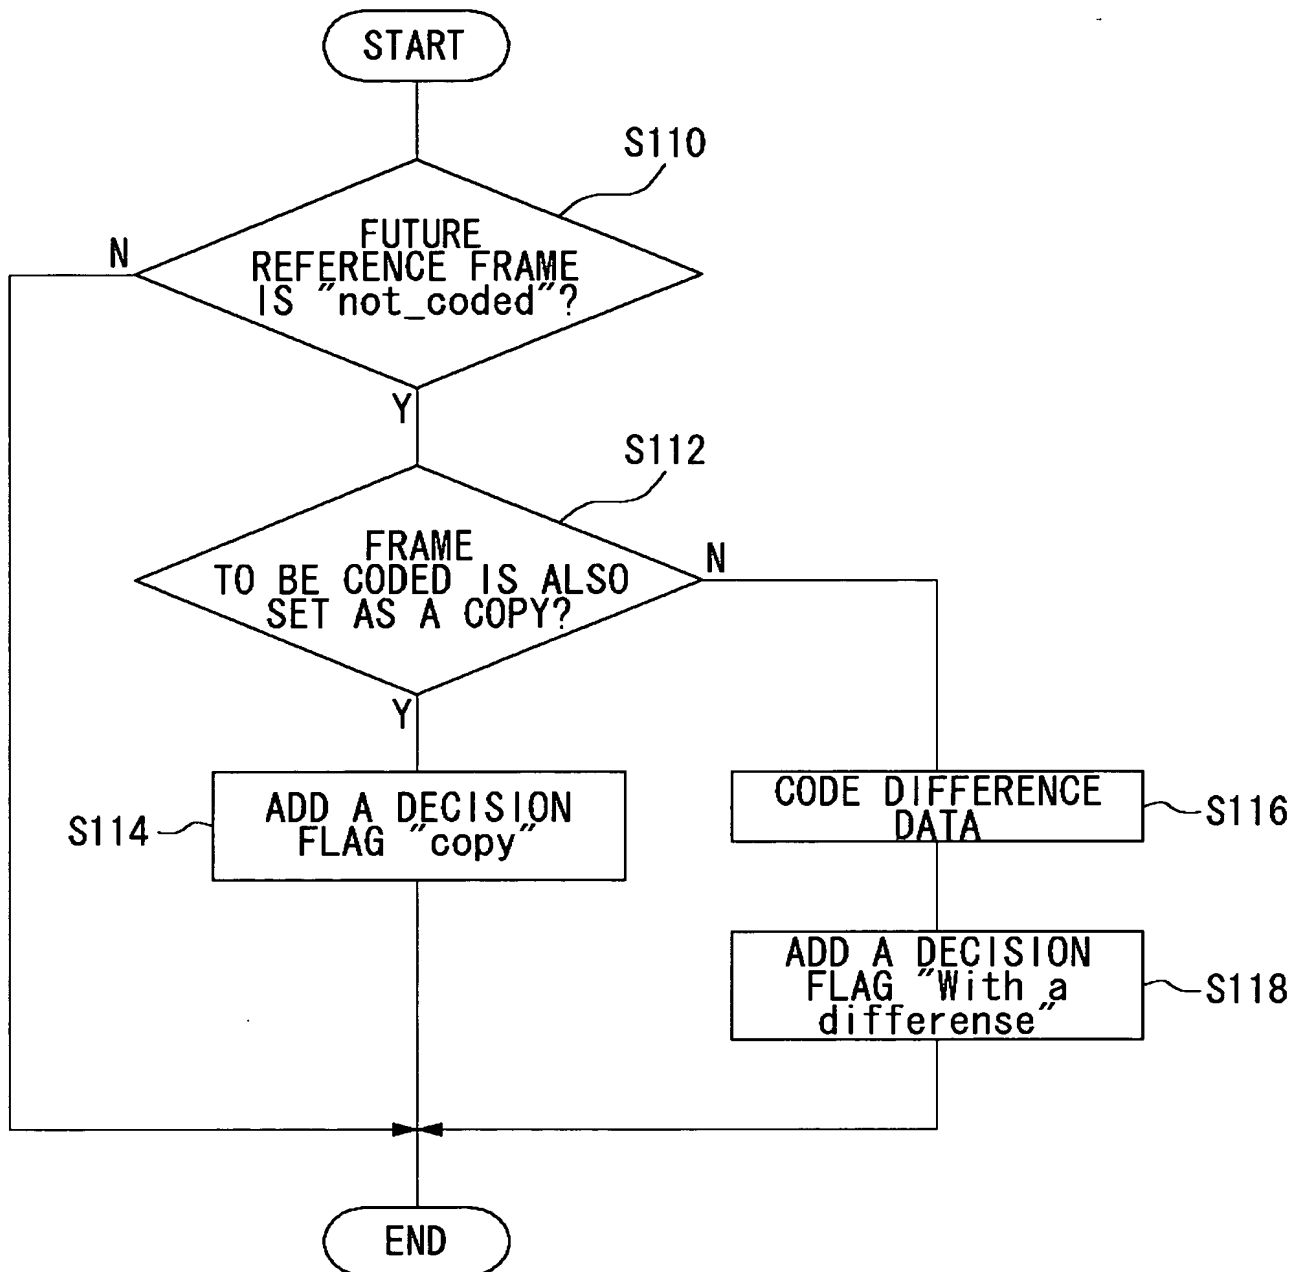 START
S110
FUTURE
REFERENCE FRAME
IS "not_coded"?
N
Y
S112
FRAME
TO BE CODED IS ALSO
SET AS A COPY?
N
Y
ADD A DECISION
FLAG "copy"
S114
CODE DIFFERENCE
DATA
S116
ADD A DECISION
FLAG "With a
differense"
S118
END